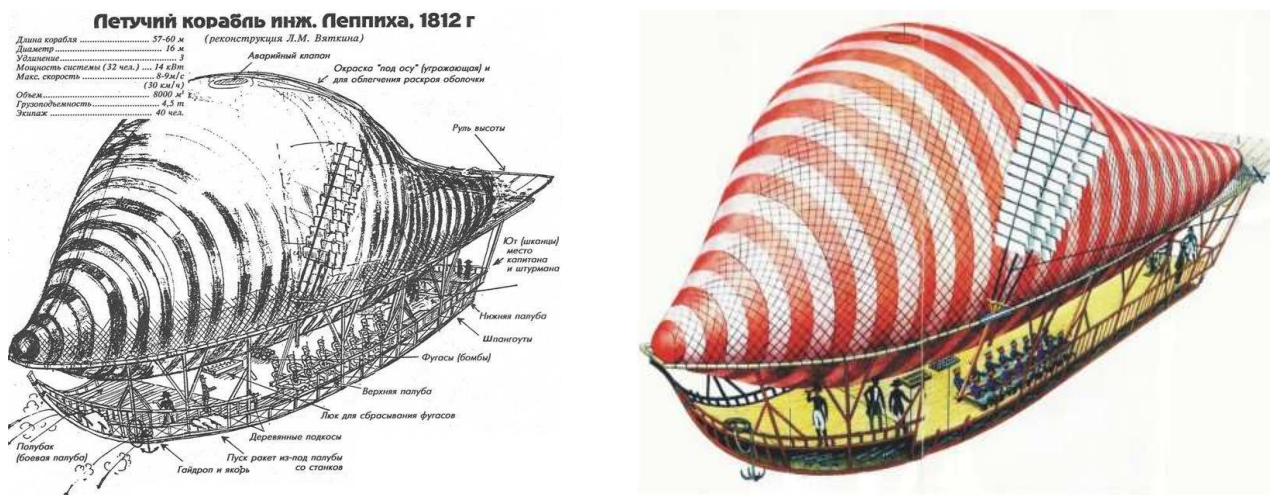 Летучий корабль инж. Леппиха, 1812 г
(реконструкция Л.М. Вяткина)
Длина корабля ........ 57-60 м
Диаметр ........ 16 м
Удлинение ........ 3
Мощность системы (32 чел.) .... 14 кВт
Макс. скорость ........ 8-9м/с
(30 км/ч)
Объем ........ 8000 м³
Грузоподъемность ........ 4,5 т
Экипаж ........ 40 чел.
Аварийный клапан
Окраска "под осу" (угрожающая) и
для облегчения раскроя оболочки
Руль высоты
Ют (шканцы)
место
капитана
и штурмана
Нижняя палуба
Шпангоуты
Фугасы (бомбы)
Верхняя палуба
Люк для сбрасывания фугасов
Деревянные подкосы
Пуск ракет из-под палубы
со станков
Гайдроп и якорь
Полубак
(боевая палуба)